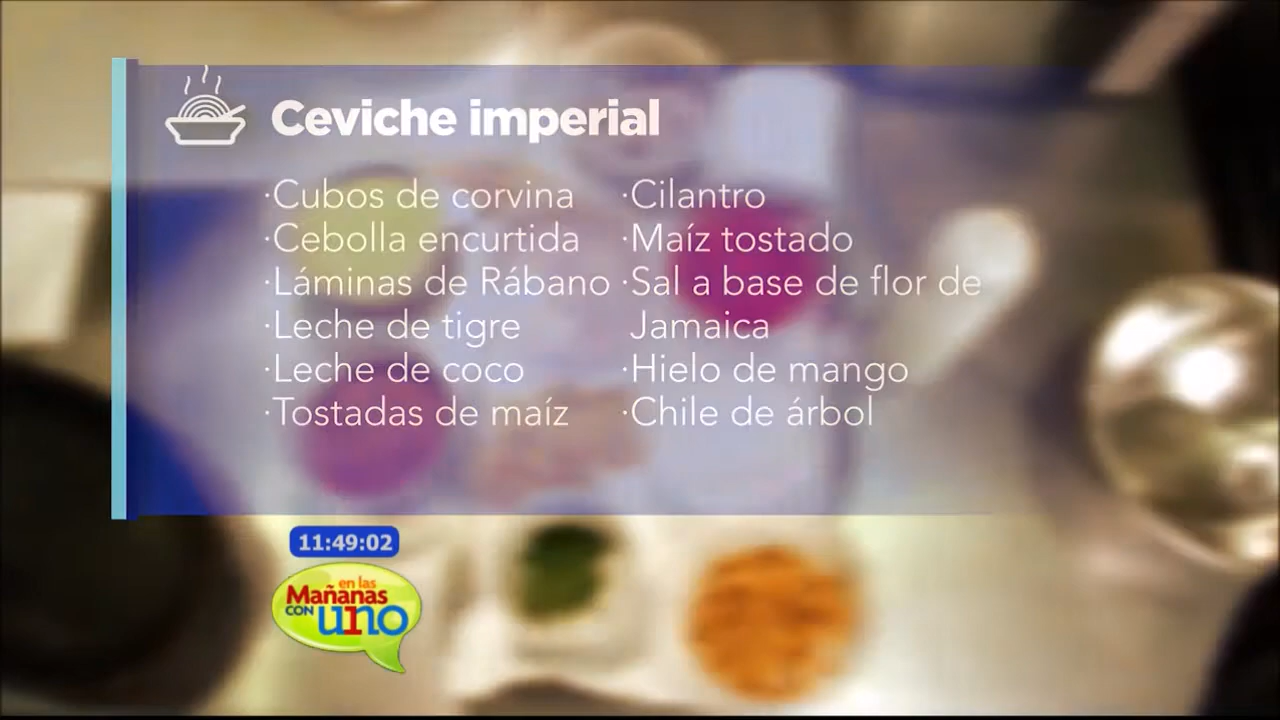 Ceviche imperial
·Cubos de corvina
·Cebolla encurtida
·Láminas de Rábano
·Leche de tigre
·Leche de coco
·Tostadas de maíz
·Cilantro
·Maíz tostado
·Sal a base de flor de
Jamaica
·Hielo de mango
·Chile de árbol
11:49:02
en las
Mañanas
CON uno